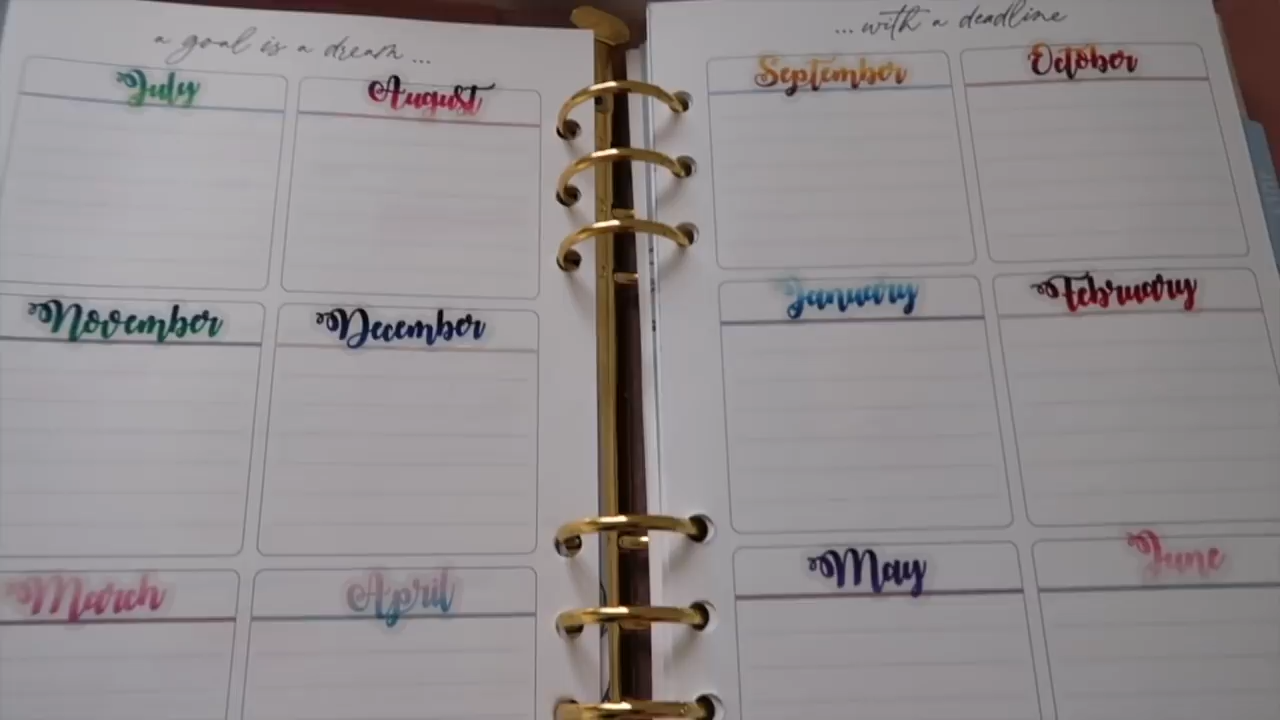 a goal is a dream...
...with a deadline
July
August
September
October
November
December
January
February
March
April
May
June